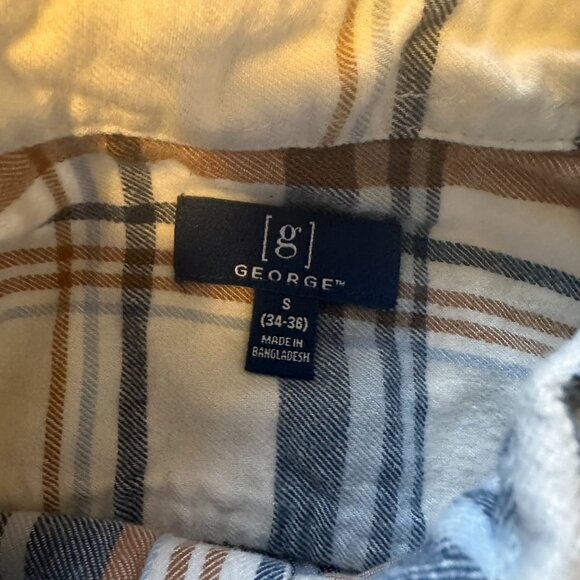 [g]
GEORGE™
S
(34-36)
MADE IN
BANGLADESH